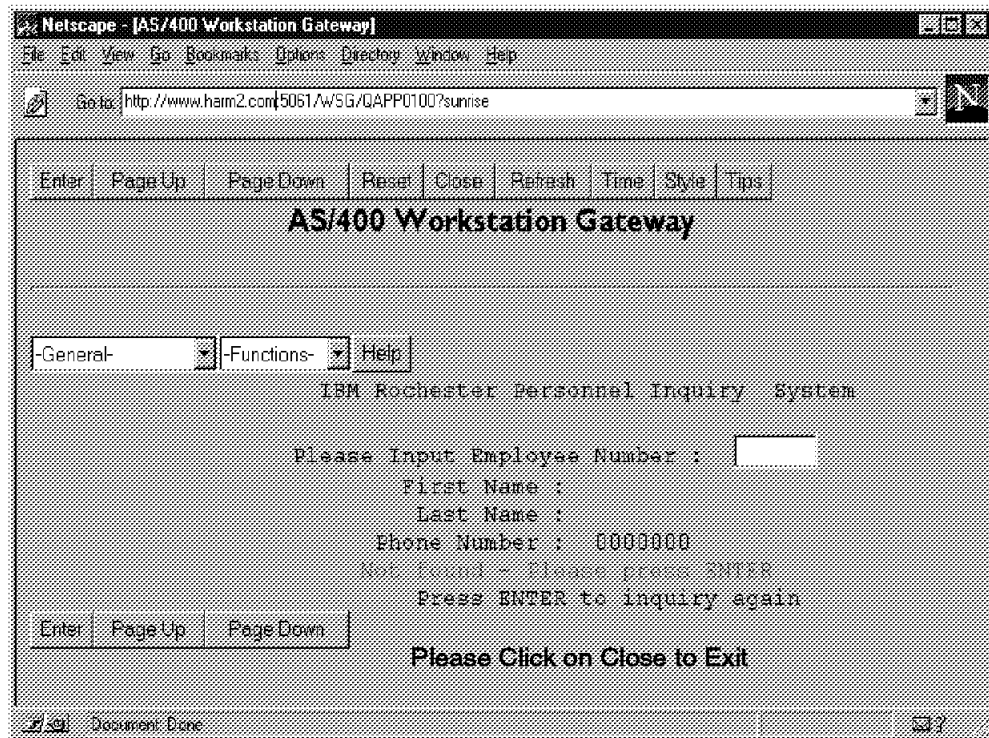 Netscape - [AS/400 Workstation Gateway]
File Edit View Go Bookmarks Options Directory Window Help
Go to: http://www.harm2.com:5061/WSG/QAPP0100?sunrise
N
Enter Page Up Page Down Reset Close Refresh Time Style Tips
AS/400 Workstation Gateway
-General- -Functions- Help
IBM Rochester Personnel Inquiry System
Please Input Employee Number :
First Name :
Last Name :
Phone Number : 0000000
Not found - Please press ENTER
Press ENTER to inquiry again
Enter Page Up Page Down
Please Click on Close to Exit
Document: Done
?